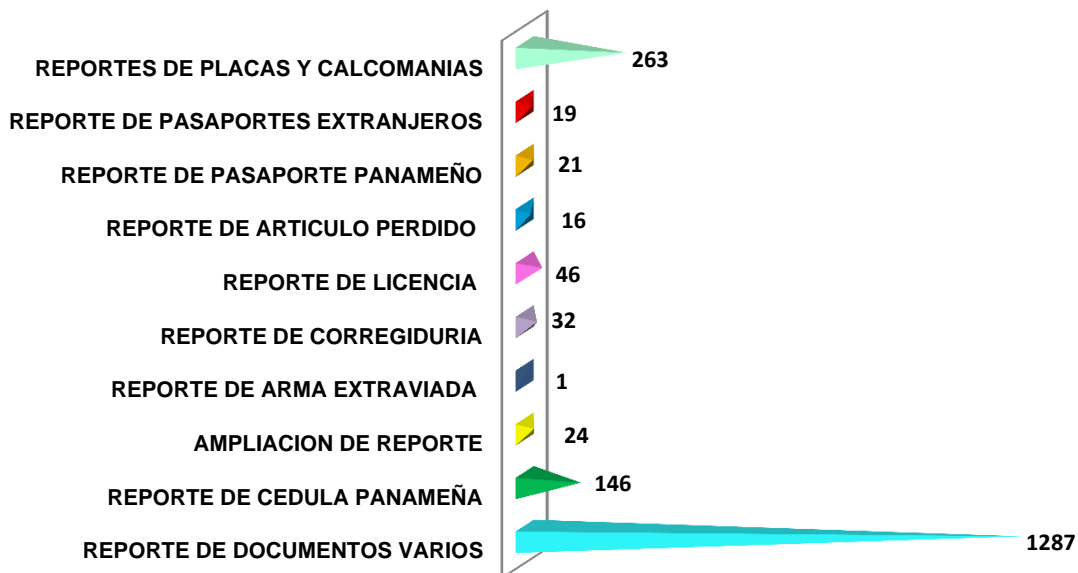 REPORTES DE PLACAS Y CALCOMANIAS 263
REPORTE DE PASAPORTES EXTRANJEROS 19
REPORTE DE PASAPORTE PANAMEÑO 21
REPORTE DE ARTICULO PERDIDO 16
REPORTE DE LICENCIA 46
REPORTE DE CORREGIDURIA 32
REPORTE DE ARMA EXTRAVIADA 1
AMPLIACION DE REPORTE 24
REPORTE DE CEDULA PANAMEÑA 146
REPORTE DE DOCUMENTOS VARIOS 1287